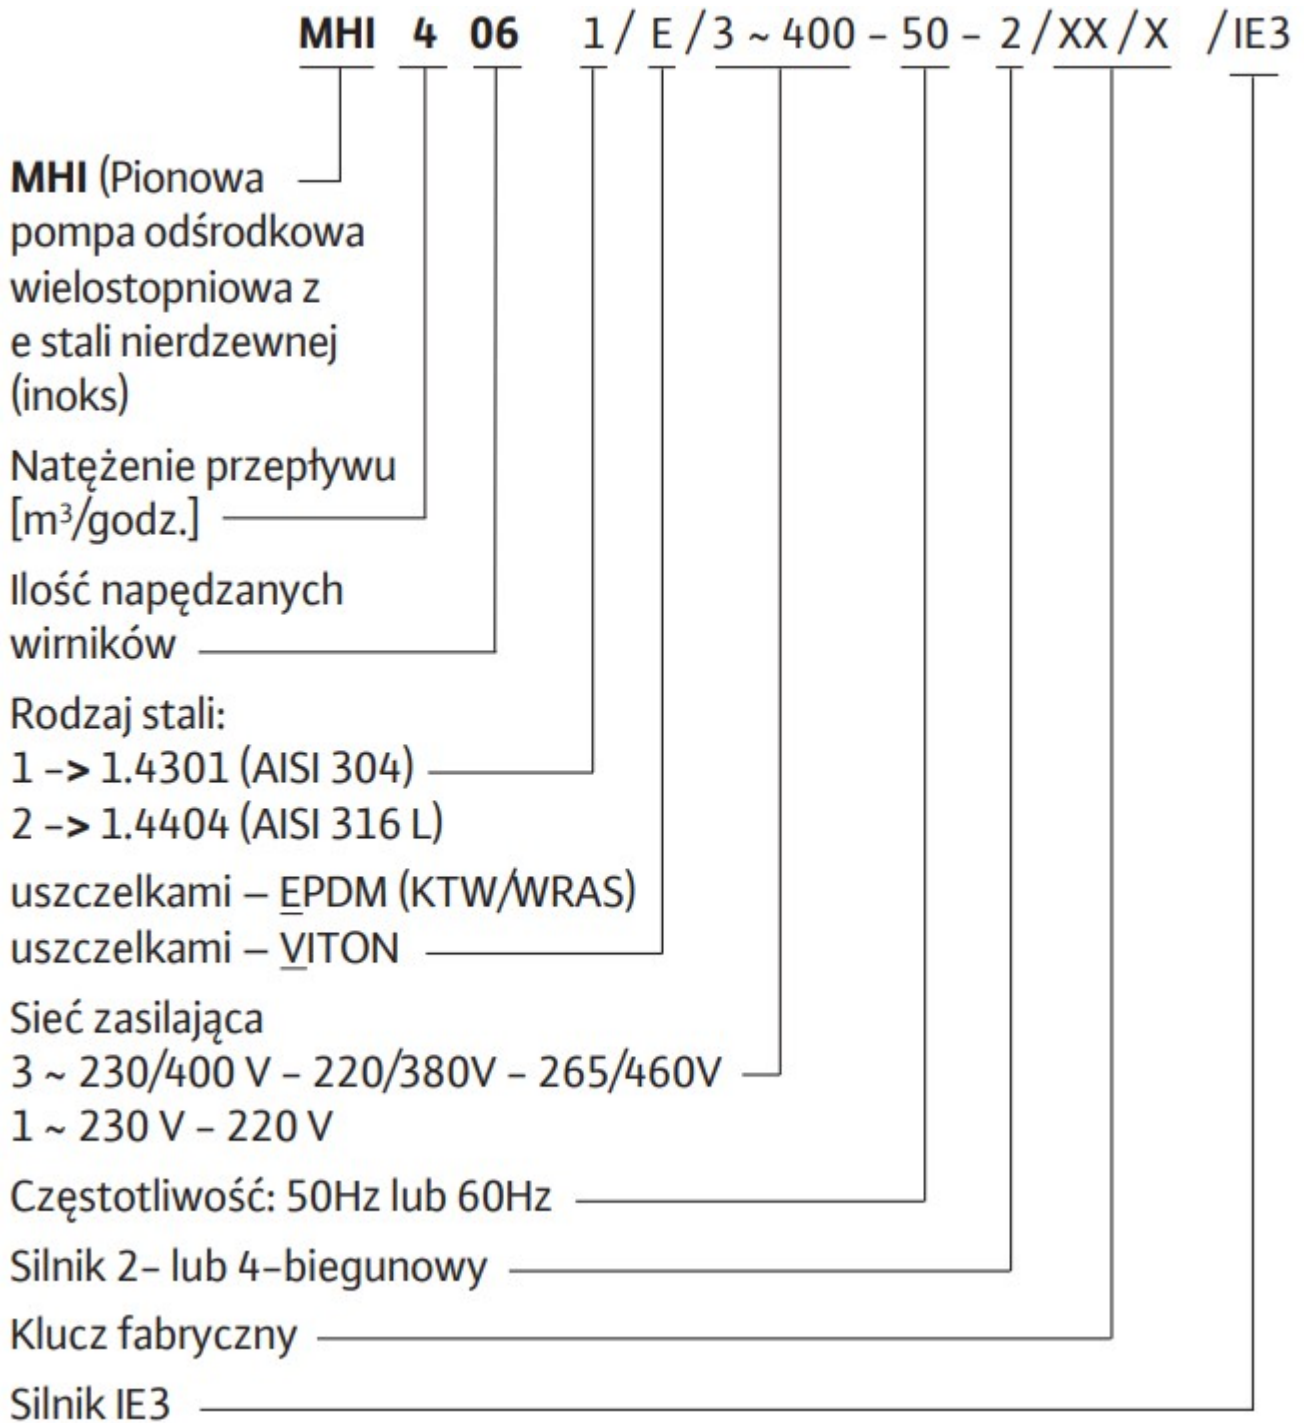 MHI 4 06 1/E/3~400-50-2/XX/X /IE3
MHI (Pionowa
pompa odśrodkowa
wielostopniowa z
e stali nierdzewnej
(inoks)
Natężenie przepływu
[m³/godz.]
Ilość napędzanych
wirników
Rodzaj stali:
1 -> 1.4301 (AISI 304)
2 -> 1.4404 (AISI 316 L)
uszczelkami – EPDM (KTW/WRAS)
uszczelkami – VITON
Sieć zasilająca
3 ~ 230/400 V – 220/380V – 265/460V
1 ~ 230 V – 220 V
Częstotliwość: 50Hz lub 60Hz
Silnik 2– lub 4–biegunowy
Klucz fabryczny
Silnik IE3